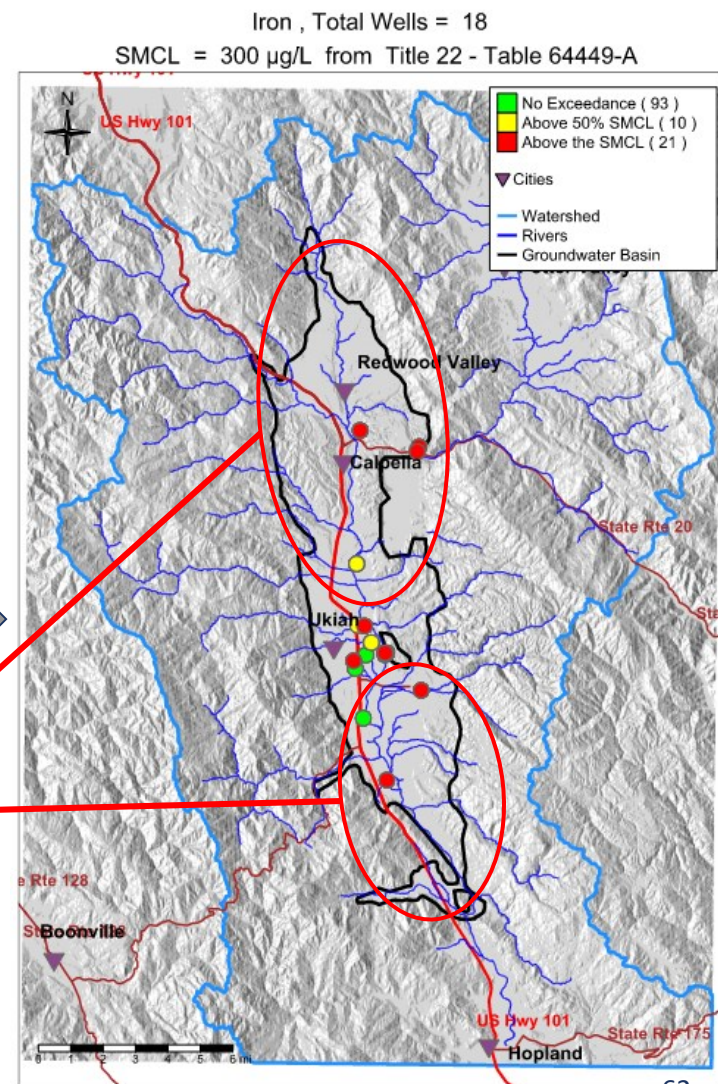 Iron , Total Wells = 18
SMCL = 300 µg/L from Title 22 - Table 64449-A
N
US Hwy 101
No Exceedance ( 93 )
Above 50% SMCL ( 10 )
Above the SMCL ( 21 )
Cities
Watershed
Rivers
Groundwater Basin
Redwood Valley
Calpella
State Rte 20
Ukiah
e Rte 128
Boonville
US Hwy 101
State Rte 175
Hopland
0 1 2 3 4 5 6 mi